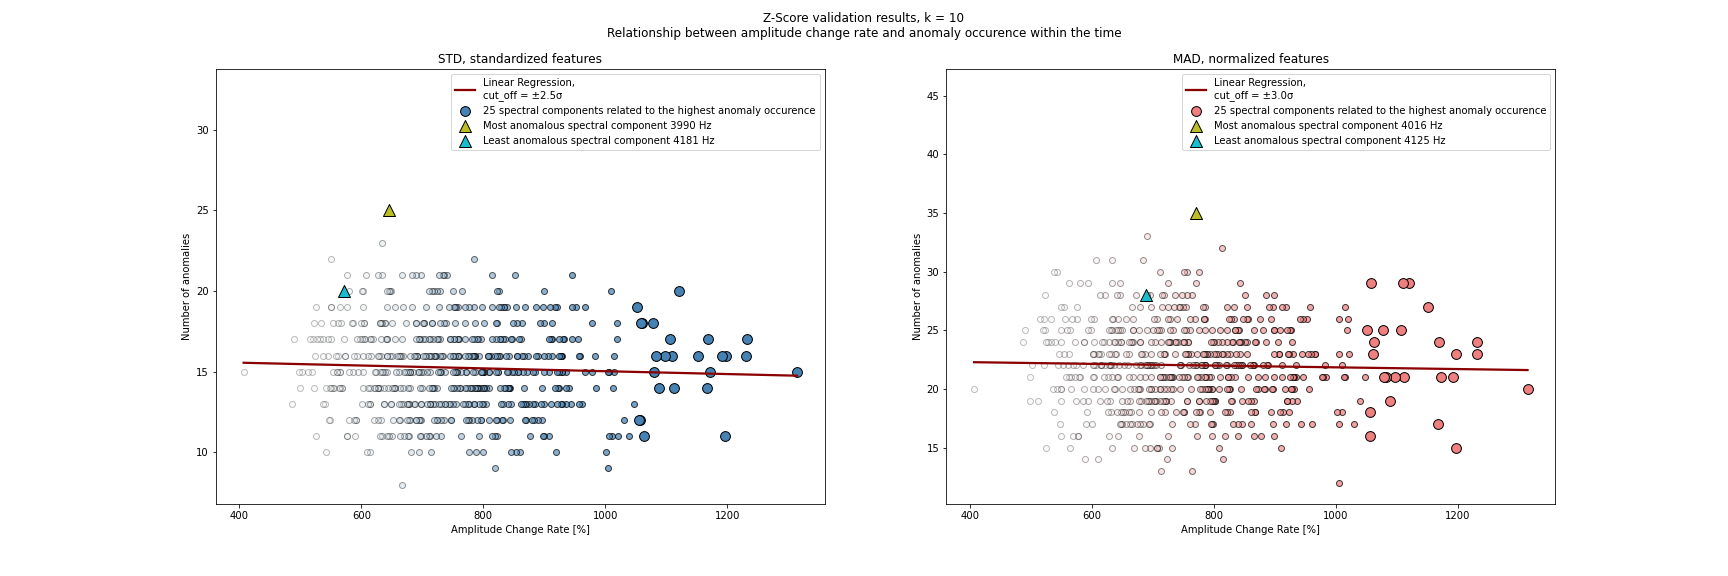 Z-Score validation results, k = 10
Relationship between amplitude change rate and anomaly occurence within the time
STD, standardized features
Linear Regression,
cut_off = ±2.5σ
25 spectral components related to the highest anomaly occurence
Most anomalous spectral component 3990 Hz
Least anomalous spectral component 4181 Hz
30
25
20
15
10
Number of anomalies
400
600
800
1000
1200
Amplitude Change Rate [%]
MAD, normalized features
Linear Regression,
cut_off = ±3.0σ
25 spectral components related to the highest anomaly occurence
Most anomalous spectral component 4016 Hz
Least anomalous spectral component 4125 Hz
45
40
35
30
25
20
15
Number of anomalies
400
600
800
1000
1200
Amplitude Change Rate [%]